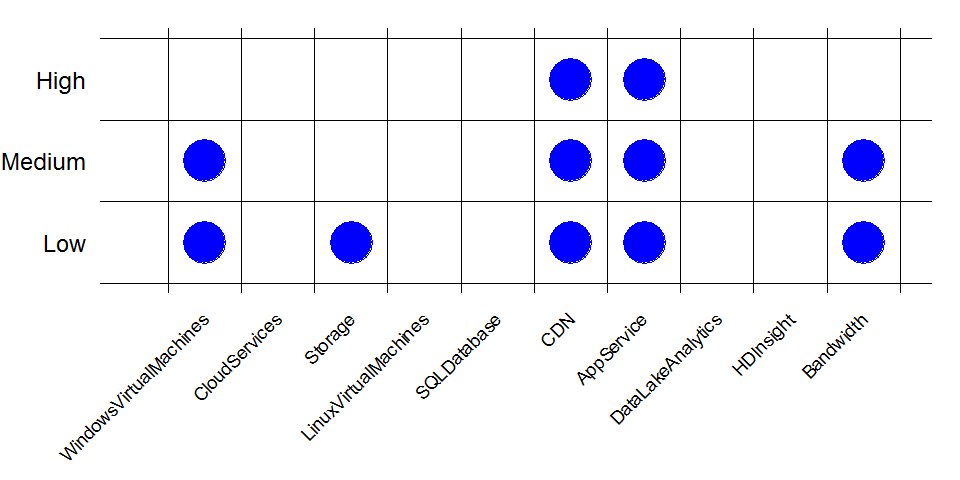 High
Medium
Low
WindowsVirtualMachines
CloudServices
Storage
LinuxVirtualMachines
SQLDatabase
CDN
AppService
DataLakeAnalytics
HDInsight
Bandwidth